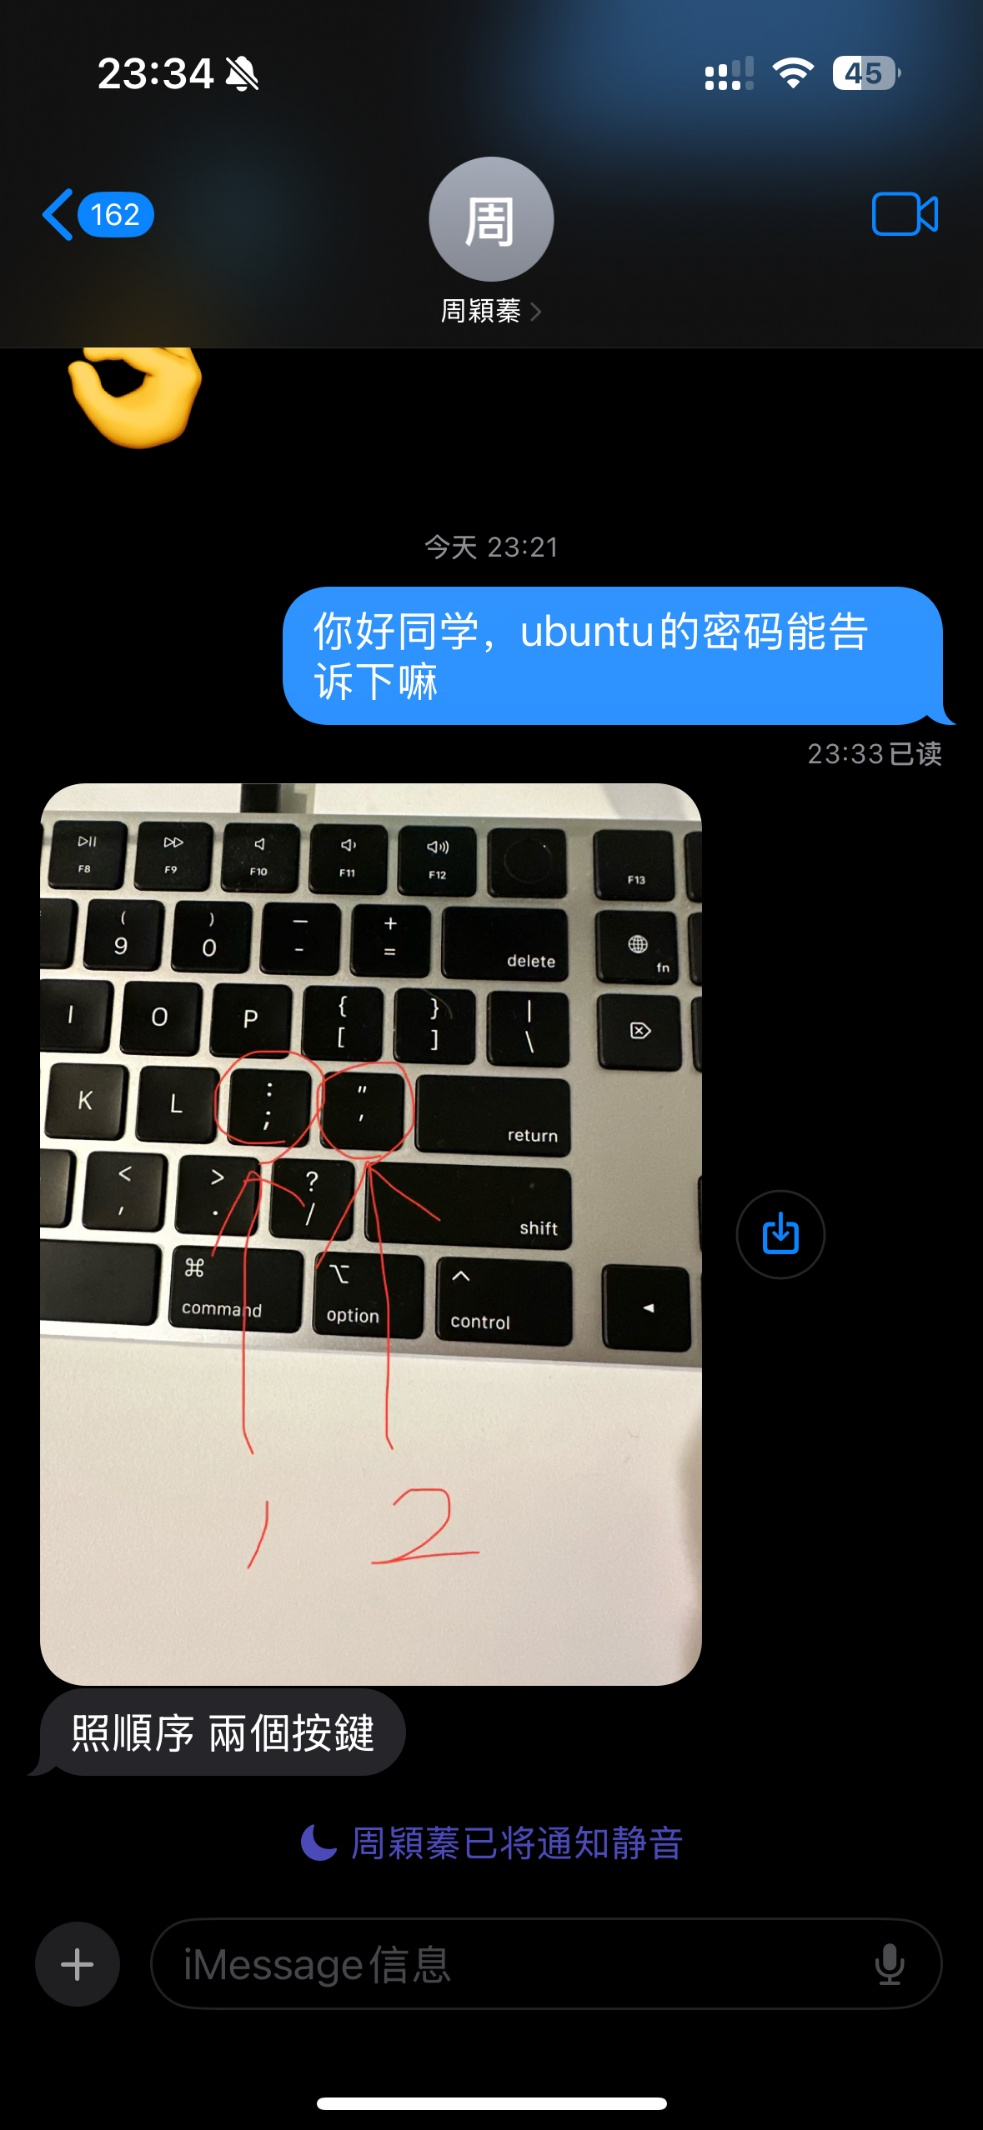 23:34
45
162
周
周穎蓁
今天 23:21
你好同学，ubuntu的密码能告
诉下嘛
23:33已读
F8
F9
F10
F11
F12
F13
( 9
) 0
— -
+ =
delete
fn
I
O
P
{ [
} ]
| \
K
L
: ;
" '
return
< ,
> .
? /
shift
⌘ command
⌥ option
^ control
1 2
照順序 兩個按鍵
周穎蓁已将通知静音
iMessage信息